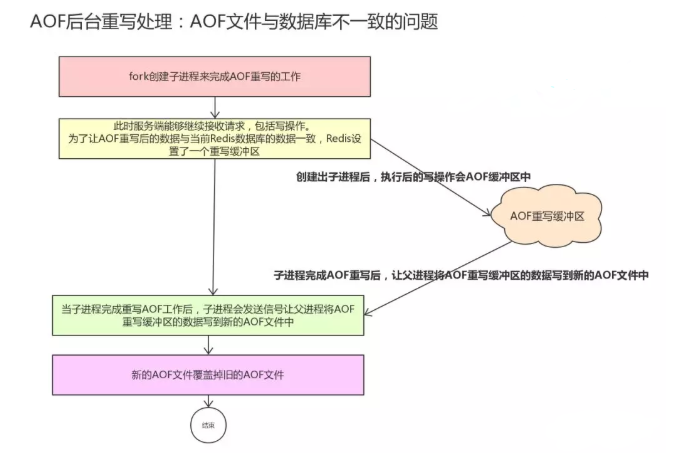 AOF后台重写处理：AOF文件与数据库不一致的问题
fork创建子进程来完成AOF重写的工作
此时服务端能够继续接收请求，包括写操作。
为了让AOF重写后的数据与当前Redis数据库的数据一致，Redis设
置了一个重写缓冲区
创建出子进程后，执行后的写操作会AOF缓冲区中
AOF重写缓冲区
子进程完成AOF重写后，让父进程将AOF重写缓冲区的数据写到新的AOF文件中
当子进程完成重写AOF工作后，子进程会发送信号让父进程将AOF
重写缓冲区的数据写到新的AOF文件中
新的AOF文件覆盖掉旧的AOF文件
结束